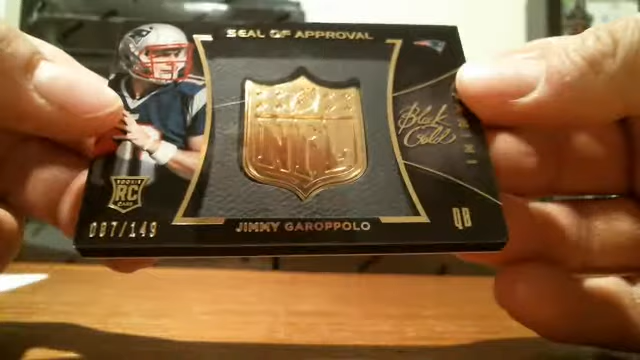 SEAL OF APPROVAL
NFL
Black
Gold
ROOKIE
RC
CARD
087/149
JIMMY GAROPPOLO
QB